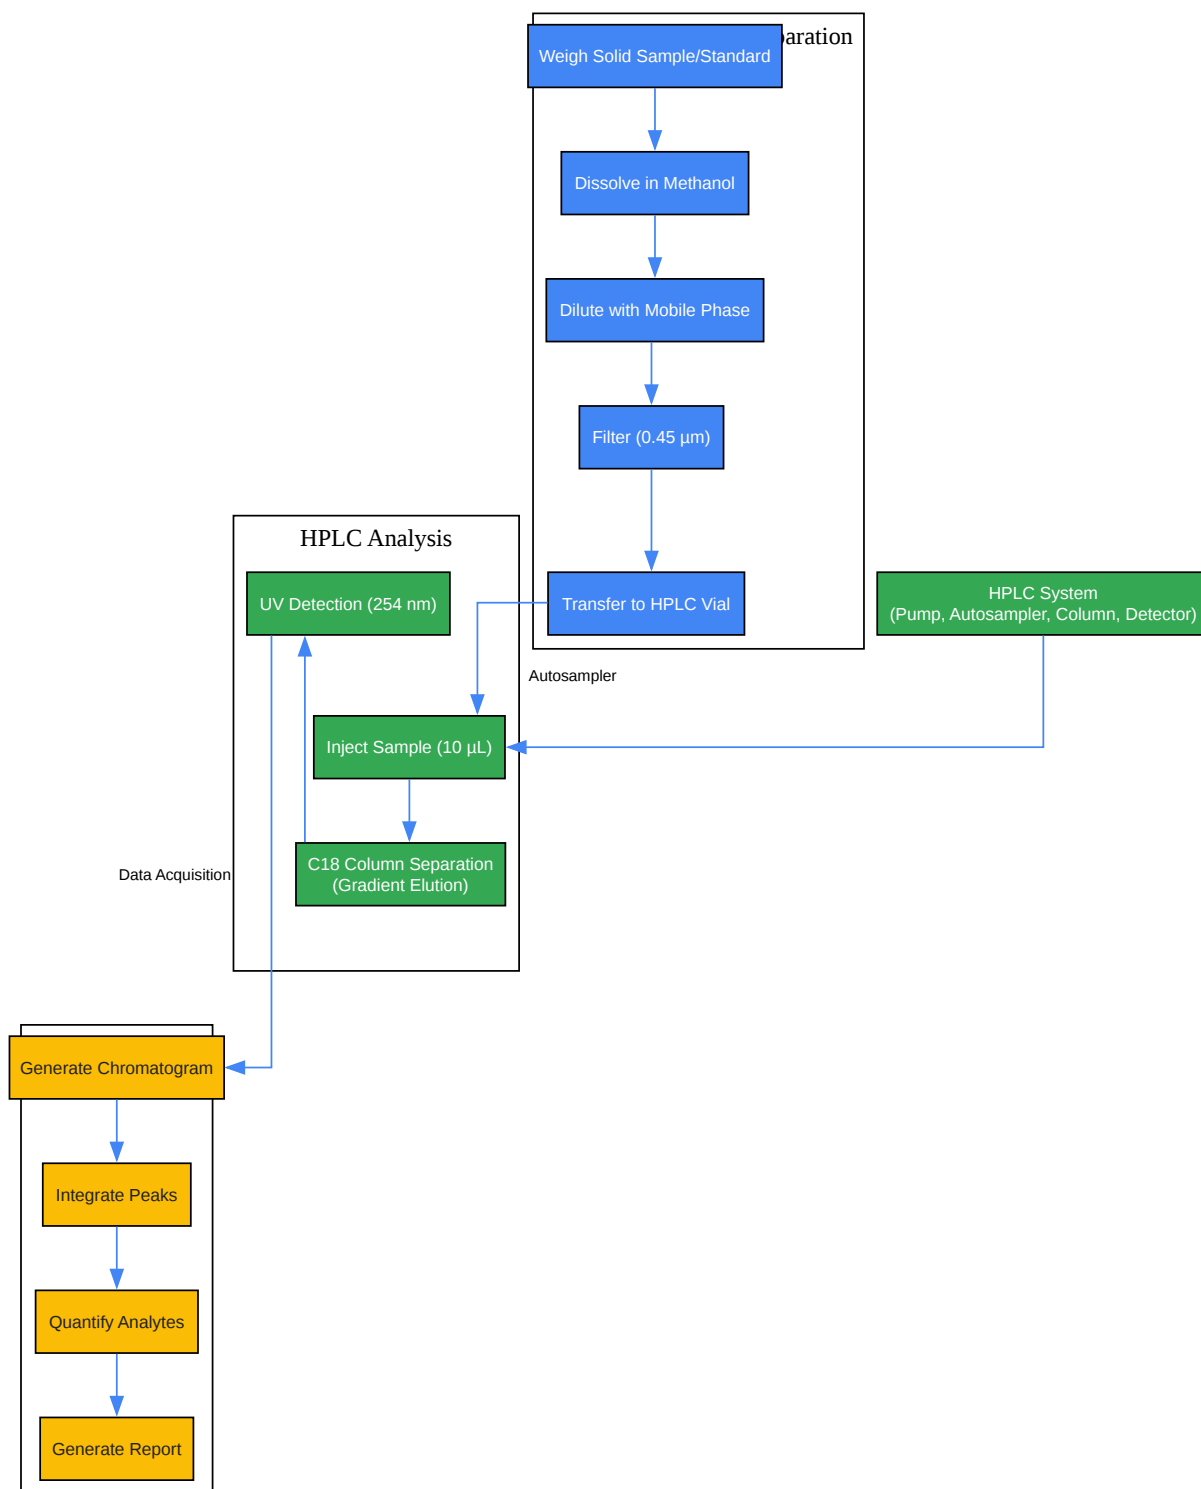 Weigh Solid Sample/Standard
Dissolve in Methanol
Dilute with Mobile Phase
Filter (0.45 µm)
HPLC Analysis
UV Detection (254 nm)
Transfer to HPLC Vial
HPLC System
(Pump, Autosampler, Column, Detector)
Autosampler
Inject Sample (10 µL)
C18 Column Separation
(Gradient Elution)
Data Acquisition
Generate Chromatogram
Integrate Peaks
Quantify Analytes
Generate Report